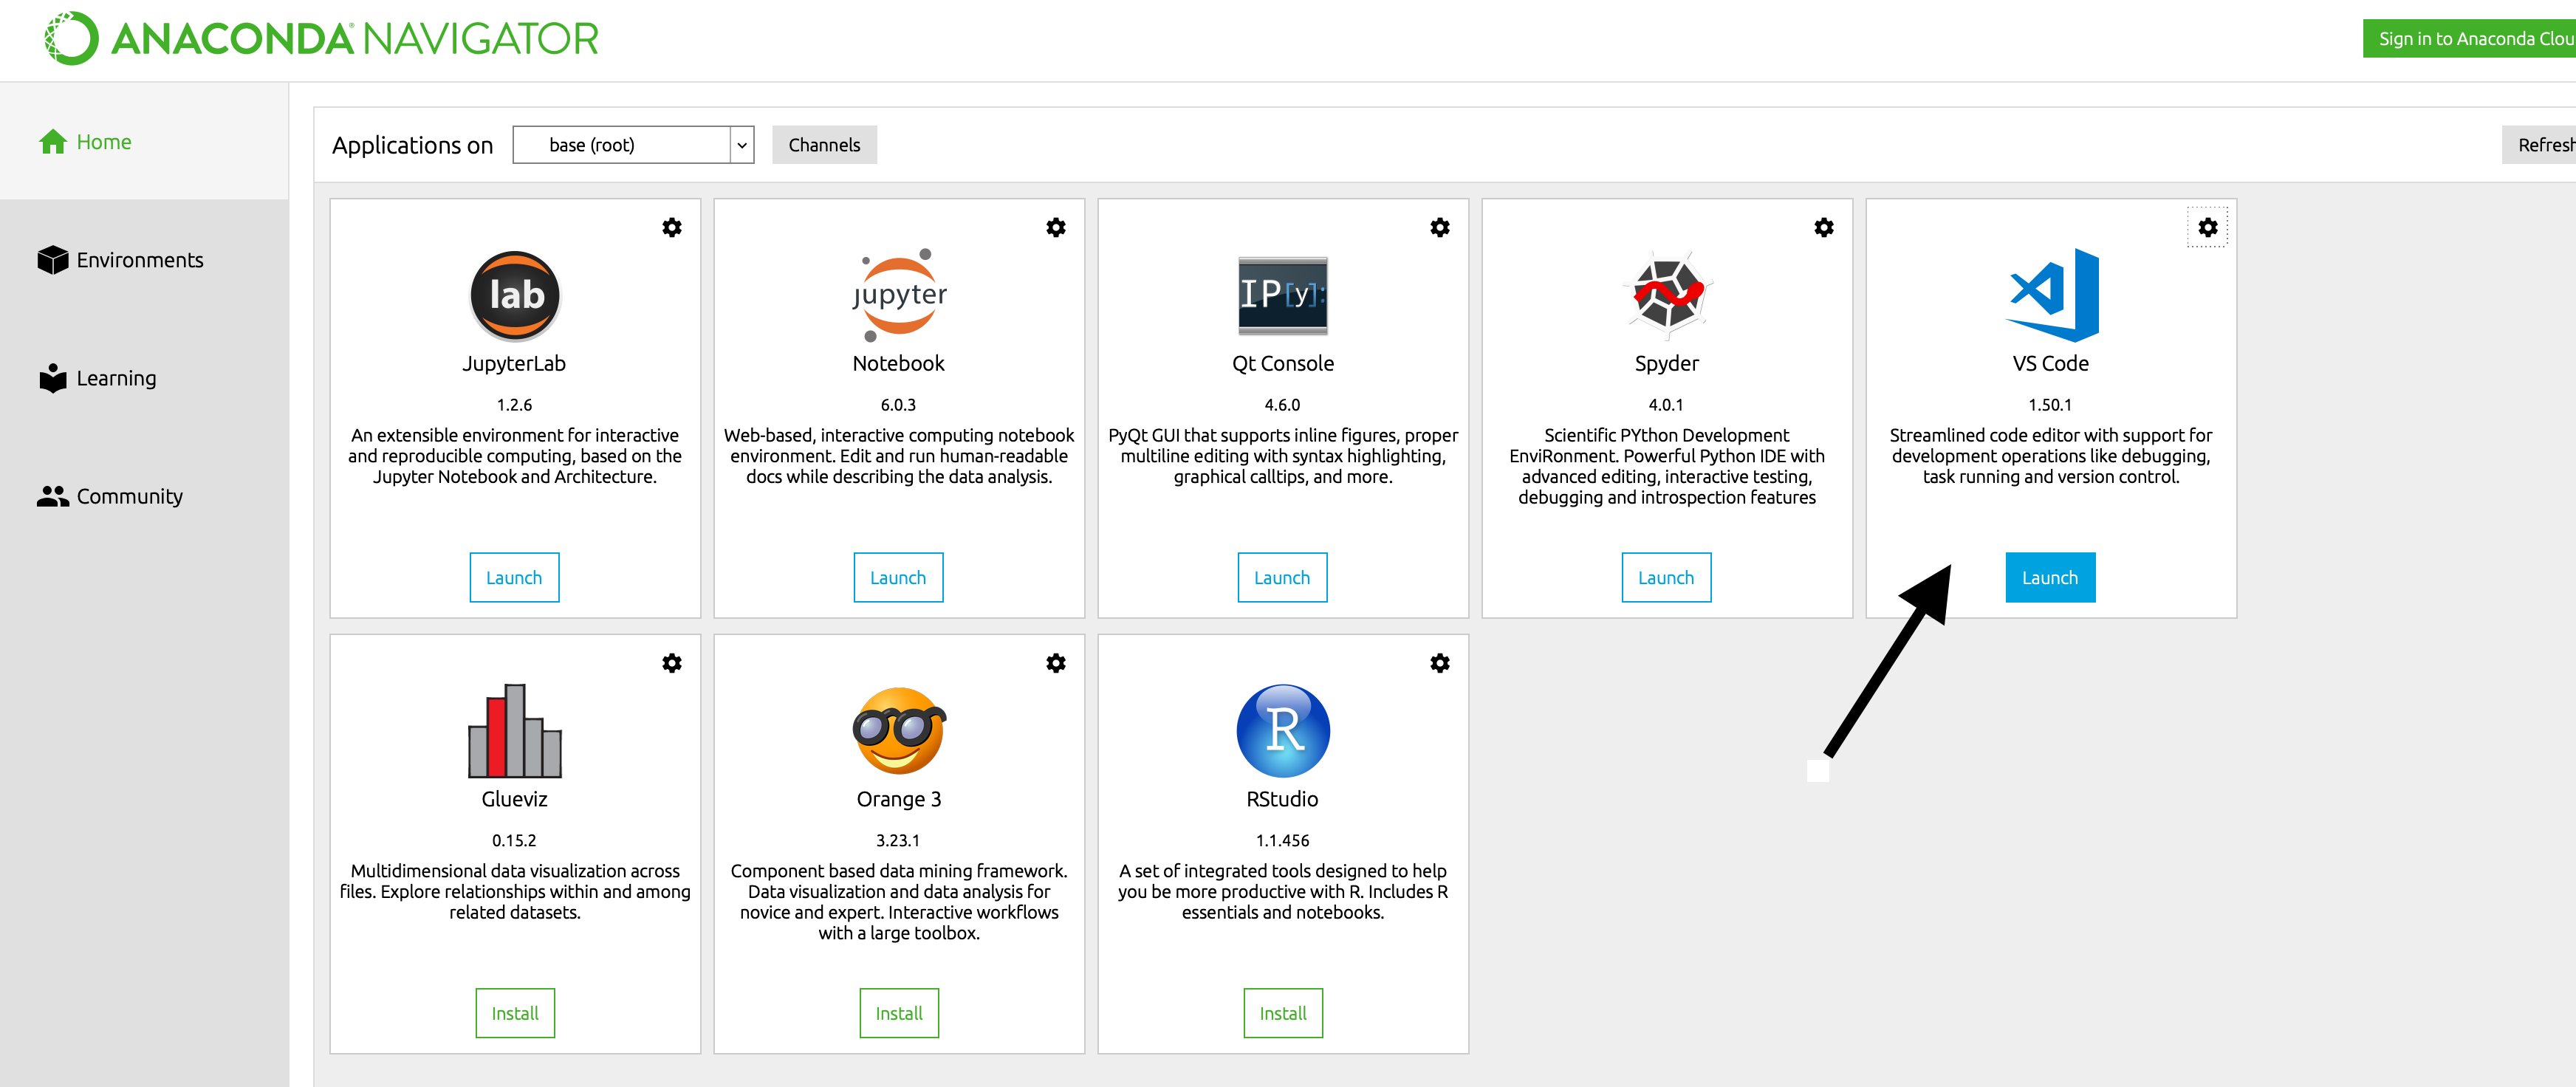 ANACONDA NAVIGATOR
Sign in to Anaconda Clou
Home
Environments
Learning
Community
Applications on
base (root)
Channels
Refresh
lab
JupyterLab
1.2.6
An extensible environment for interactive
and reproducible computing, based on the
Jupyter Notebook and Architecture.
Launch
jupyter
Notebook
6.0.3
Web-based, interactive computing notebook
environment. Edit and run human-readable
docs while describing the data analysis.
Launch
IP[y]:
Qt Console
4.6.0
PyQt GUI that supports inline figures, proper
multiline editing with syntax highlighting,
graphical calltips, and more.
Launch
Spyder
4.0.1
Scientific PYthon Development
EnviRonment. Powerful Python IDE with
advanced editing, interactive testing,
debugging and introspection features
Launch
VS Code
1.50.1
Streamlined code editor with support for
development operations like debugging,
task running and version control.
Launch
Glueviz
0.15.2
Multidimensional data visualization across
files. Explore relationships within and among
related datasets.
Install
Orange 3
3.23.1
Component based data mining framework.
Data visualization and data analysis for
novice and expert. Interactive workflows
with a large toolbox.
Install
R
RStudio
1.1.456
A set of integrated tools designed to help
you be more productive with R. Includes R
essentials and notebooks.
Install